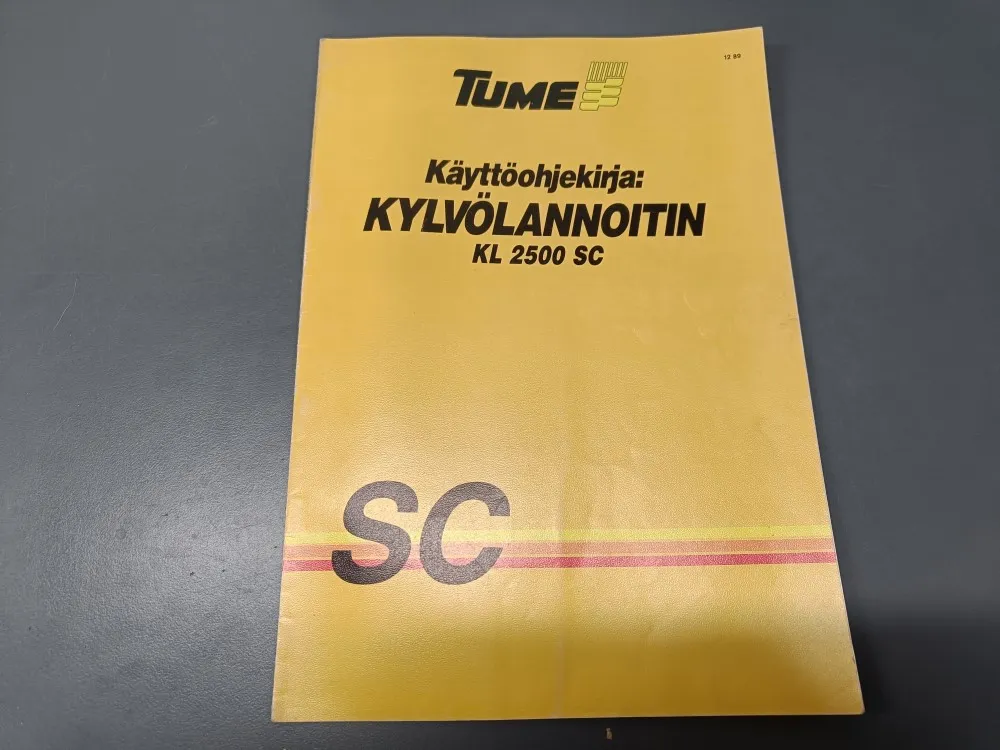 12 89
TUME
Käyttöohjekirja:
KYLVÖLANNOITIN
KL 2500 SC
SC